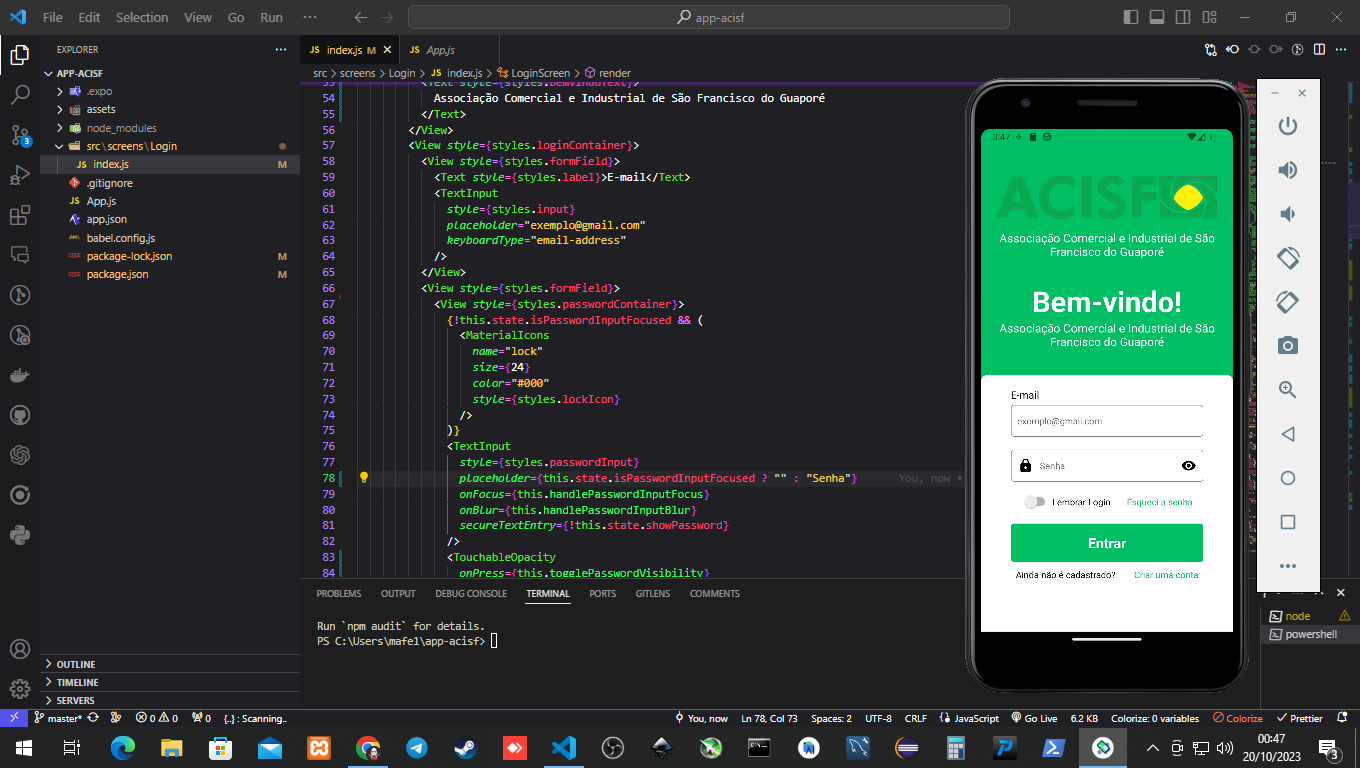 File Edit Selection View Go Run ··· app-acisf
EXPLORER
APP-ACISF
.expo
assets
node_modules
src\screens\Login
index.js M
.gitignore
App.js
app.json
babel.config.js
package-lock.json M
package.json M
OUTLINE
TIMELINE
SERVERS
3
JS index.js M JS App.js
src > screens > Login > JS index.js > LoginScreen > render
53 <Text style={styles.bemvindoText}>
54 Associação Comercial e Industrial de São Francisco do Guaporé
55 </Text>
56 </View>
57 <View style={styles.loginContainer}>
58 <View style={styles.formField}>
59 <Text style={styles.label}>E-mail</Text>
60 <TextInput
61 style={styles.input}
62 placeholder="exemplo@gmail.com"
63 keyboardType="email-address"
64 />
65 </View>
66 <View style={styles.formField}>
67 <View style={styles.passwordContainer}>
68 {!this.state.isPasswordInputFocused && (
69 <MaterialIcons
70 name="lock"
71 size={24}
72 color="#000"
73 style={styles.lockIcon}
74 />
75 )}
76 <TextInput
77 style={styles.passwordInput}
78 placeholder={this.state.isPasswordInputFocused ? "" : "Senha"} You, now •
79 onFocus={this.handlePasswordInputFocus}
80 onBlur={this.handlePasswordInputBlur}
81 secureTextEntry={!this.state.showPassword}
82 />
83 <TouchableOpacity
84 onPress={this.togglePasswordVisibility}
PROBLEMS OUTPUT DEBUG CONSOLE TERMINAL PORTS GITLENS COMMENTS
Run `npm audit` for details.
PS C:\Users\mafe1\app-acisf>
node
powershell
3:47
ACISF
Associação Comercial e Industrial de São
Francisco do Guaporé
Bem-vindo!
Associação Comercial e Industrial de São
Francisco do Guaporé
E-mail
exemplo@gmail.com
Senha
Lembrar Login Esqueci a senha
Entrar
Ainda não é cadastrado? Criar uma conta
master* 0 0 0 {..} : Scanning.. You, now Ln 78, Col 73 Spaces: 2 UTF-8 CRLF JavaScript Go Live 6.2 KB Colorize: 0 variables Colorize Prettier
00:47
20/10/2023
3